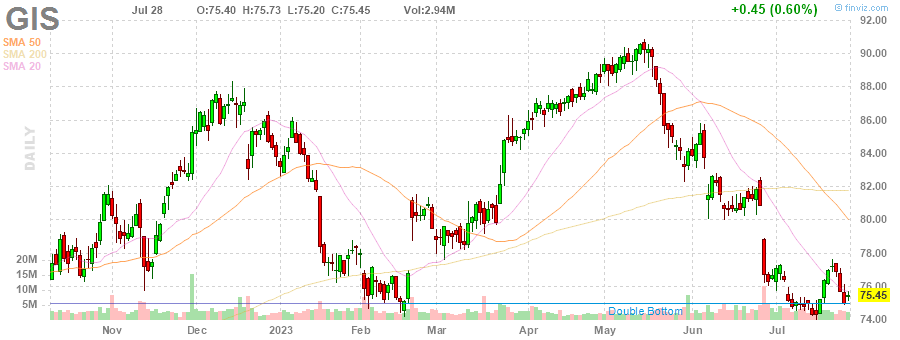 GIS Jul 28 O:75.40 H:75.73 L:75.20 C:75.45 Vol:2.94M +0.45 (0.60%) © finviz.com
SMA 50
SMA 200
SMA 20
DAILY
92.00
90.00
88.00
86.00
84.00
82.00
80.00
78.00
76.00
75.45
74.00
20M
15M
10M
5M
Double Bottom
Nov Dec 2023 Feb Mar Apr May Jun Jul